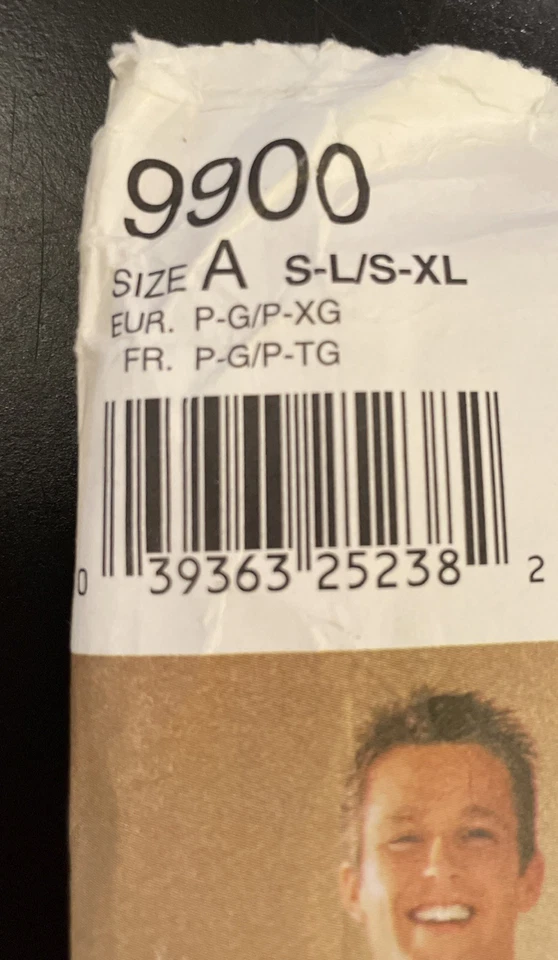 9900
SIZE A S-L/S-XL
EUR. P-G/P-XG
FR. P-G/P-TG
0 39363 25238 2